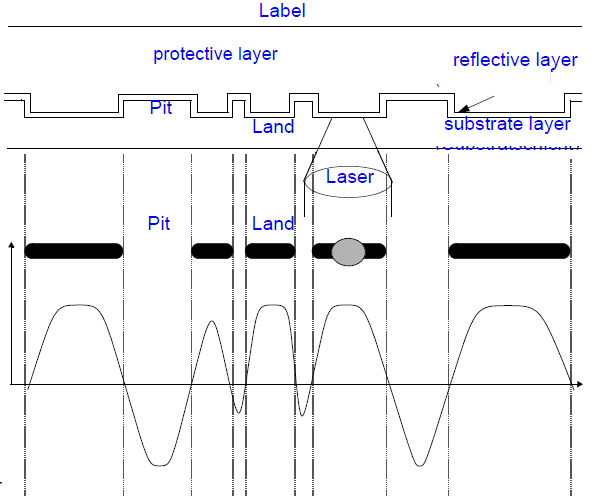 Label
protective layer
reflective layer
Pit
Land
substrate layer
Laser
Pit
Land